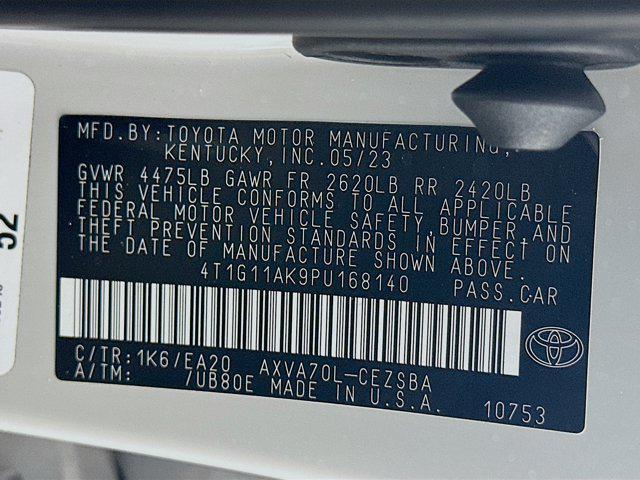 MFD.BY:TOYOTA MOTOR MANUFACTURING,
KENTUCKY,INC.05/23
GVWR 4475LB GAWR FR 2620LB RR 2420LB
THIS VEHICLE CONFORMS TO ALL APPLICABLE
FEDERAL MOTOR VEHICLE SAFETY,BUMPER,AND
THEFT PREVENTION STANDARDS IN EFFECT ON
THE DATE OF MANUFACTURE SHOWN ABOVE.
4T1G11AK9PU168140 PASS.CAR
C/TR:1K6/EA20 AXVA70L-CEZSBA
A/TM: /UB80E MADE IN U.S.A.
10753
52